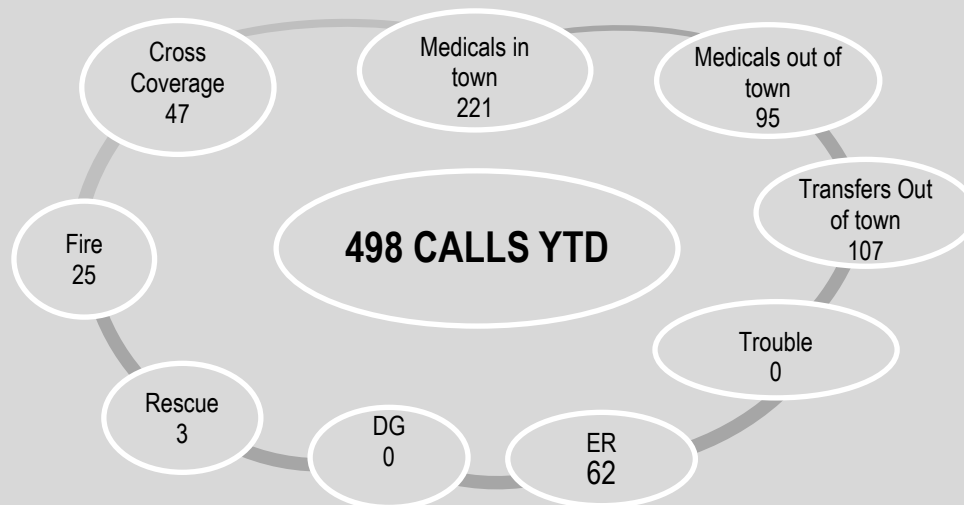 Cross
Coverage
47
Medicals in
town
221
Medicals out of
town
95
Transfers Out
of town
107
498 CALLS YTD
Fire
25
Trouble
0
Rescue
3
DG
0
ER
62